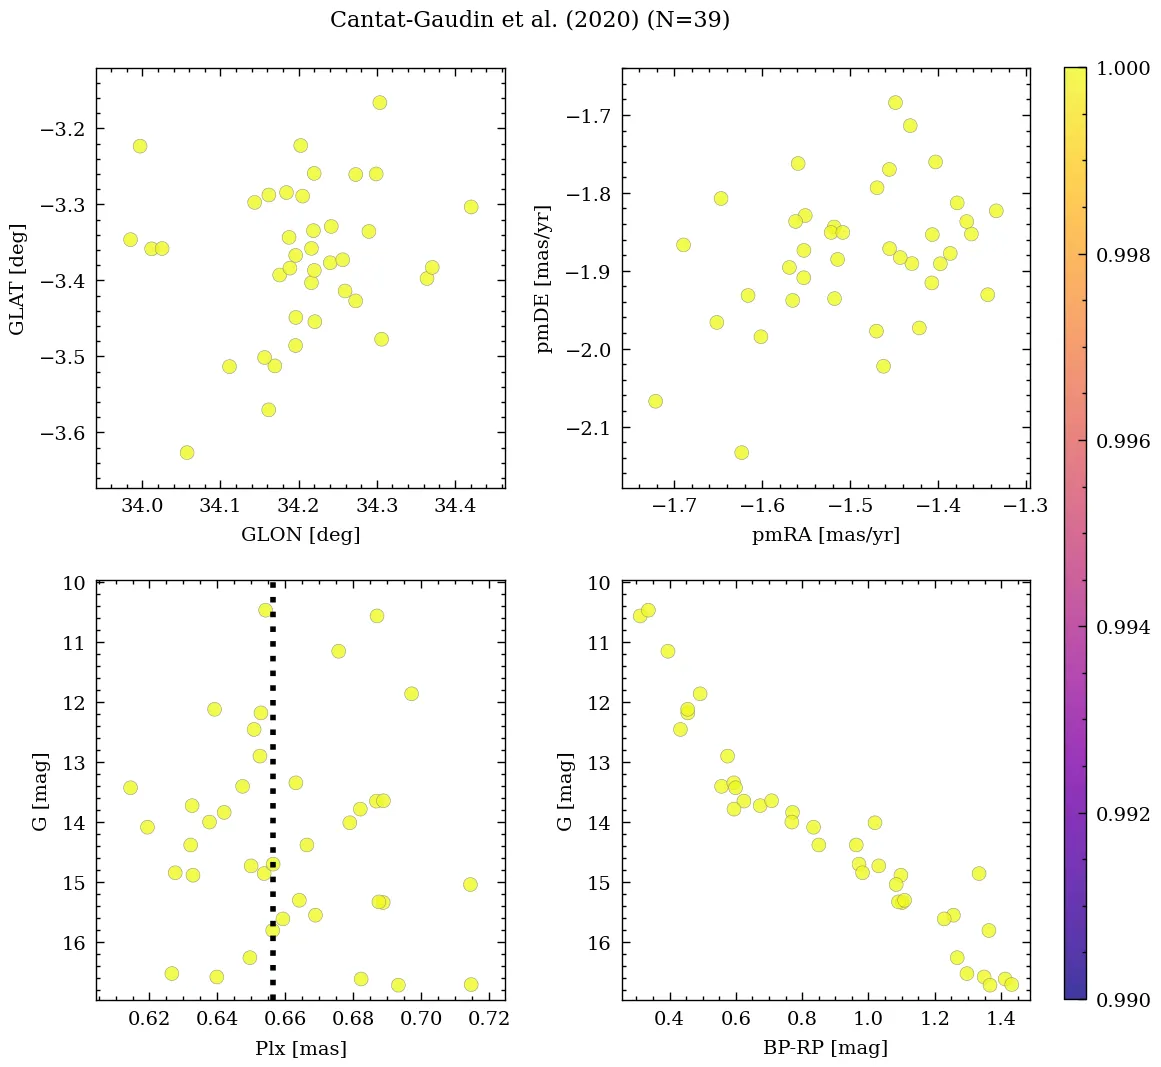 Cantat-Gaudin et al. (2020) (N=39)
GLAT [deg]
−3.2
−3.3
−3.4
−3.5
−3.6
34.0 34.1 34.2 34.3 34.4
GLON [deg]
pmDE [mas/yr]
−1.7
−1.8
−1.9
−2.0
−2.1
−1.7 −1.6 −1.5 −1.4 −1.3
pmRA [mas/yr]
1.000
0.998
0.996
0.994
0.992
0.990
G [mag]
10
11
12
13
14
15
16
0.62 0.64 0.66 0.68 0.70 0.72
Plx [mas]
G [mag]
10
11
12
13
14
15
16
0.4 0.6 0.8 1.0 1.2 1.4
BP-RP [mag]